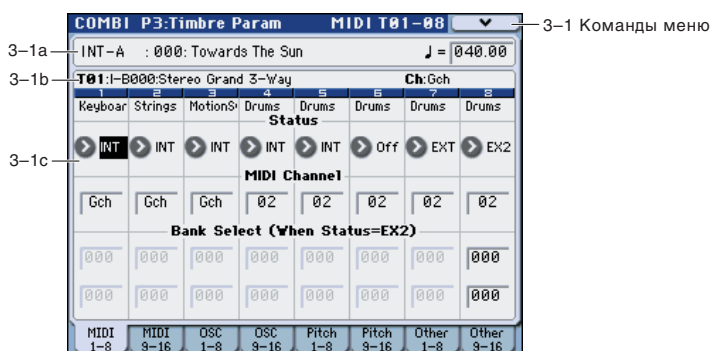 COMBI P3:Timbre Param MIDI T01-08
3–1 Команды меню
3–1a
INT-A : 000: Towards The Sun ♩ = 040.00
3–1b
T01:I-B000:Stereo Grand 3-Way Ch:Gch
1 2 3 4 5 6 7 8
Keyboar Strings MotionS Drums Drums Drums Drums Drums
Status
3–1c
INT INT INT INT INT Off EXT EX2
MIDI Channel
Gch Gch Gch 02 02 02 02 02
Bank Select (When Status=EX2)
000 000 000 000 000 000 000 000
000 000 000 000 000 000 000 000
MIDI 1-8 MIDI 9-16 OSC 1-8 OSC 9-16 Pitch 1-8 Pitch 9-16 Other 1-8 Other 9-16